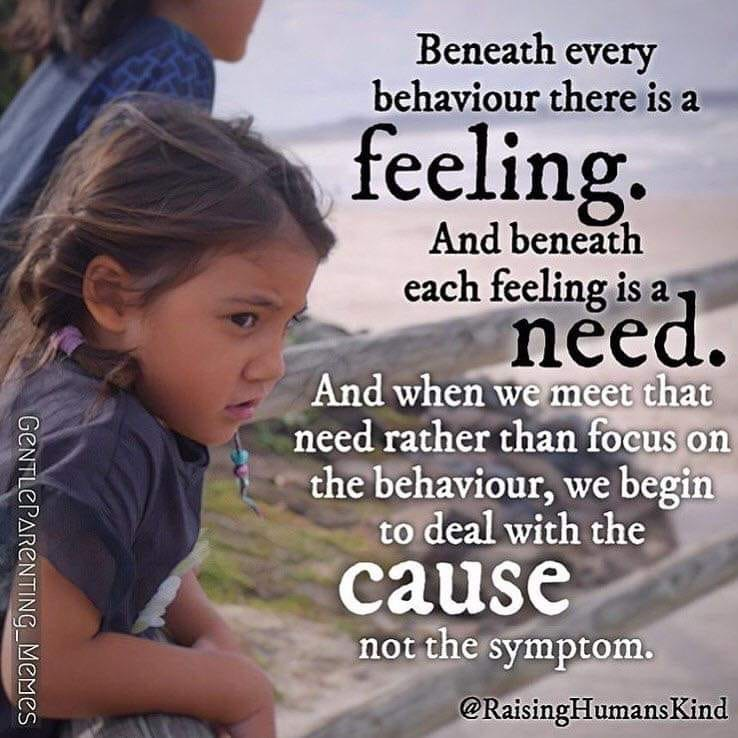 Beneath every
behaviour there is a
feeling.
And beneath
each feeling is a
need.
And when we meet that
need rather than focus on
the behaviour, we begin
to deal with the
cause
not the symptom.
@RaisingHumansKind
GentleParenting_Memes